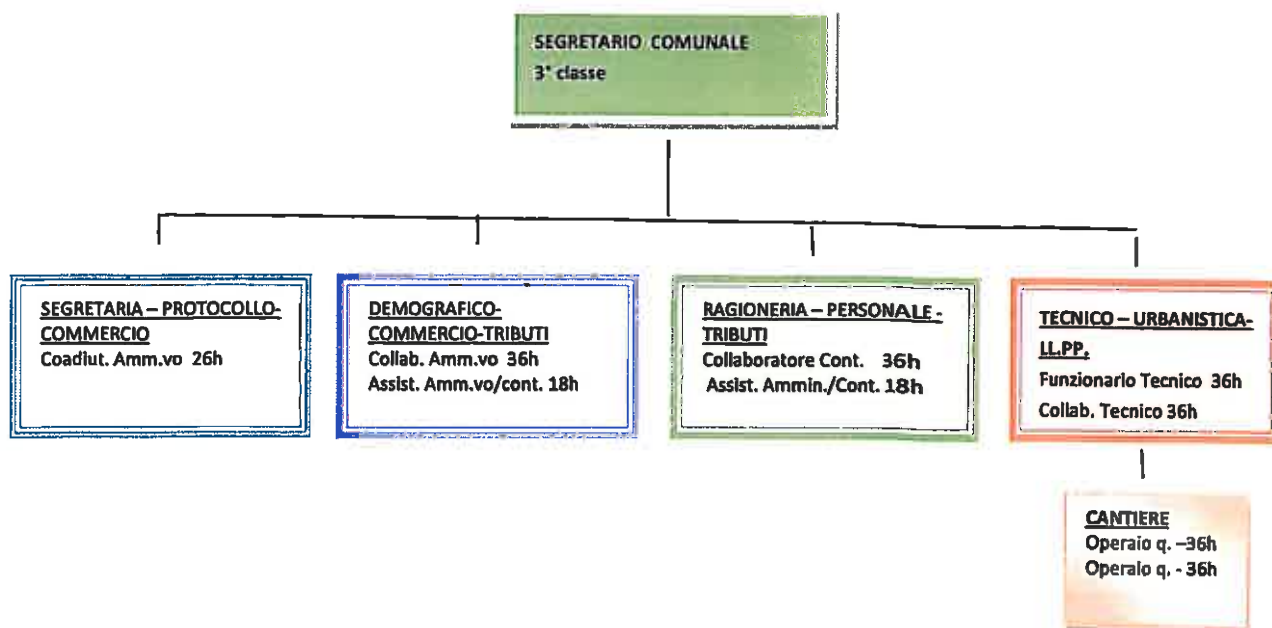 SEGRETARIO COMUNALE
3° classe
SEGRETARIA – PROTOCOLLO-
COMMERCIO
Coadiut. Amm.vo 26h
DEMOGRAFICO-
COMMERCIO-TRIBUTI
Collab. Amm.vo 36h
Assist. Amm.vo/cont. 18h
RAGIONERIA – PERSONALE -
TRIBUTI
Collaboratore Cont. 36h
Assist. Ammin./Cont. 18h
TECNICO – URBANISTICA-
LL.PP.
Funzionario Tecnico 36h
Collab. Tecnico 36h
CANTIERE
Operaio q. –36h
Operaio q. - 36h